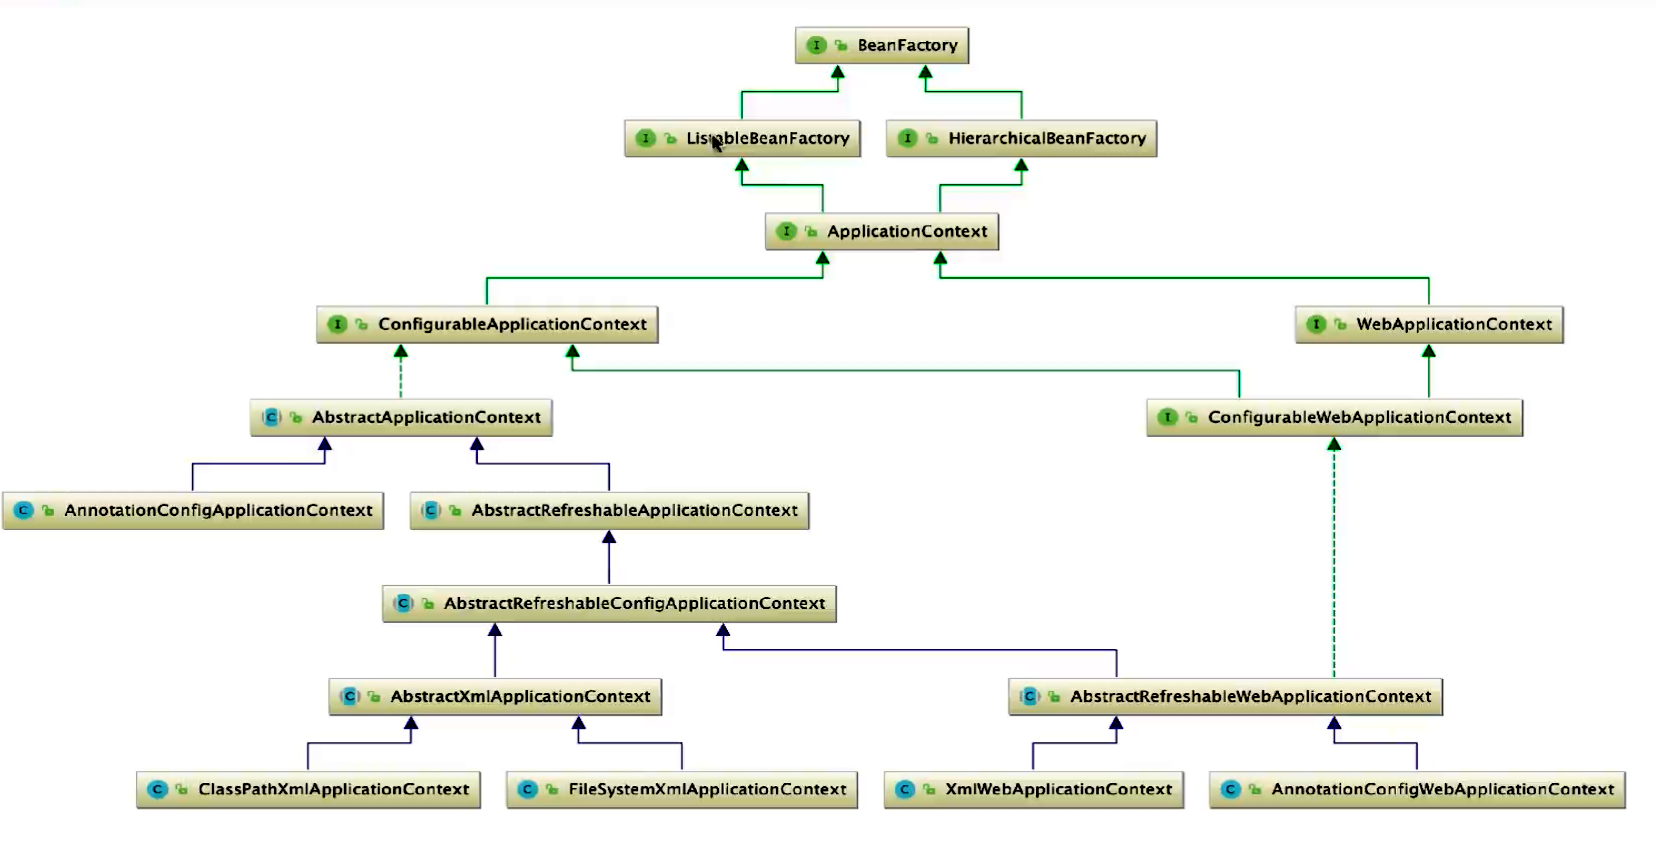 BeanFactory
ListableBeanFactory
HierarchicalBeanFactory
ApplicationContext
ConfigurableApplicationContext
WebApplicationContext
AbstractApplicationContext
ConfigurableWebApplicationContext
AnnotationConfigApplicationContext
AbstractRefreshableApplicationContext
AbstractRefreshableConfigApplicationContext
AbstractXmlApplicationContext
AbstractRefreshableWebApplicationContext
ClassPathXmlApplicationContext
FileSystemXmlApplicationContext
XmlWebApplicationContext
AnnotationConfigWebApplicationContext